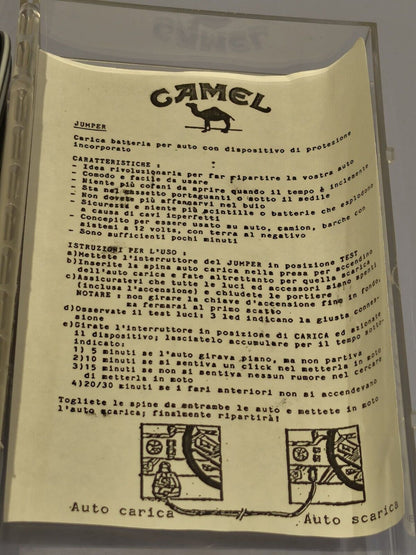 CAMEL
JUMPER
Carica batteria per auto con dispositivo di protezione
incorporato
CARATTERISTICHE :
- Idea rivoluzionaria per far ripartire la vostra auto
- Comodo e facile da usare
- Niente più cofani da aprire quando il tempo è inclemente
- Sta nel cassetto portaguanti o sotto il sedile
- Non dovete più affannarvi nel buio
- Sicurezza e niente più scintille o batterie che esplodono
a causa di cavi imperfetti
- Concepito per essere usato su auto, camion, barche con
sistemi a 12 volta, con terra al negativo
- Sono sufficienti pochi minuti
ISTRUZIONI PER L'USO :
a)Mettete l'interruttore del JUMPER in posizione TEST
b)Inserite la spina auto carica nella presa per accendino
dell'auto carica e fate altrettanto per quella scarica
c)Assicuratevi che tutte le luci ed accessori siano spenti
(inclusa l'accensione) e chiudete le portiere
NOTARE : non girare la chiave d'accensione fino in fondo,
ma fermarsi al 3 primo scatto
d)Osservate il test luci: 3 led indicano la giusta connes-
sione
e)Girate l'interruttore in posizione di CARICA ed azionate
il dispositivo; lasciatelo accumulare per il tempo sotto-
indicato:
1) 5 minuti se l'auto girava piano, ma non partiva
2)10 minuti se si sentiva un click nel metterla in moto
3)15 minuti se non si sentiva nessun rumore nel cercare
di metterla in moto
4)20/30 minuti se i fari anteriori non si accendevano
Togliete le spine da entrambe le auto e mettete in moto
l'auto scarica; finalmente ripartirà!
Auto carica
Auto scarica